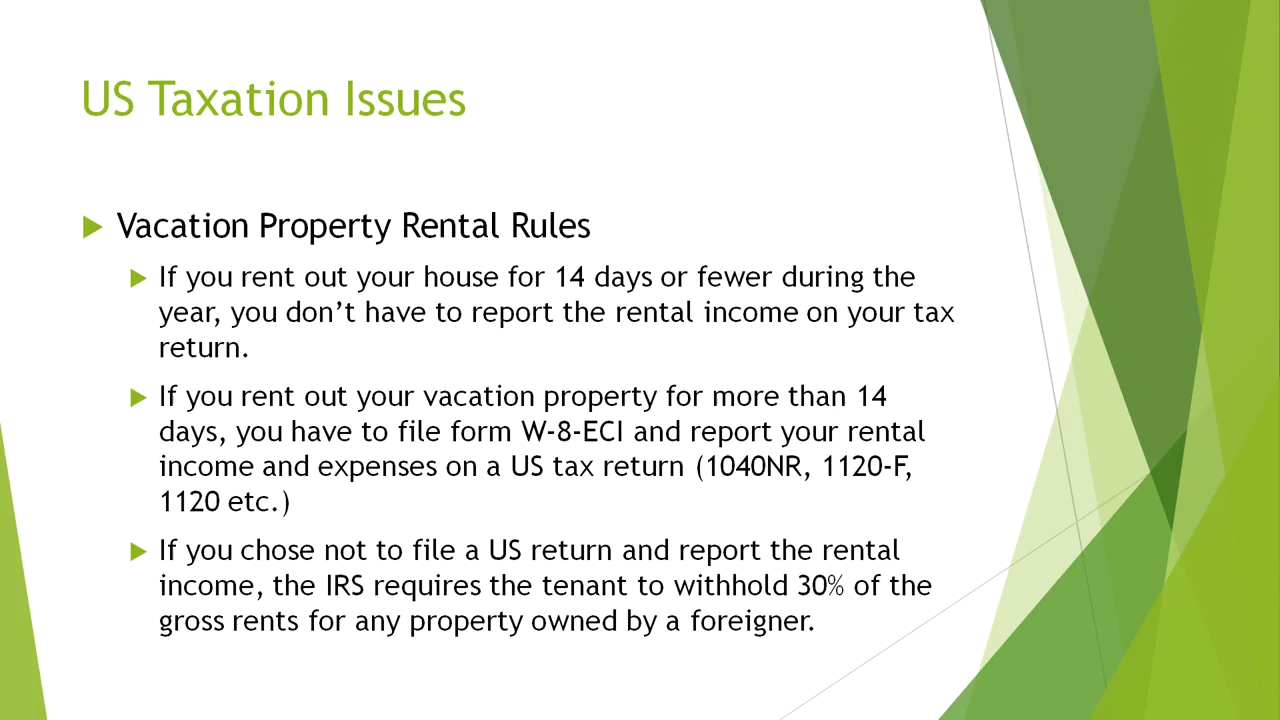 US Taxation Issues
Vacation Property Rental Rules
If you rent out your house for 14 days or fewer during the
year, you don’t have to report the rental income on your tax
return.
If you rent out your vacation property for more than 14
days, you have to file form W-8-ECI and report your rental
income and expenses on a US tax return (1040NR, 1120-F,
1120 etc.)
If you chose not to file a US return and report the rental
income, the IRS requires the tenant to withhold 30% of the
gross rents for any property owned by a foreigner.